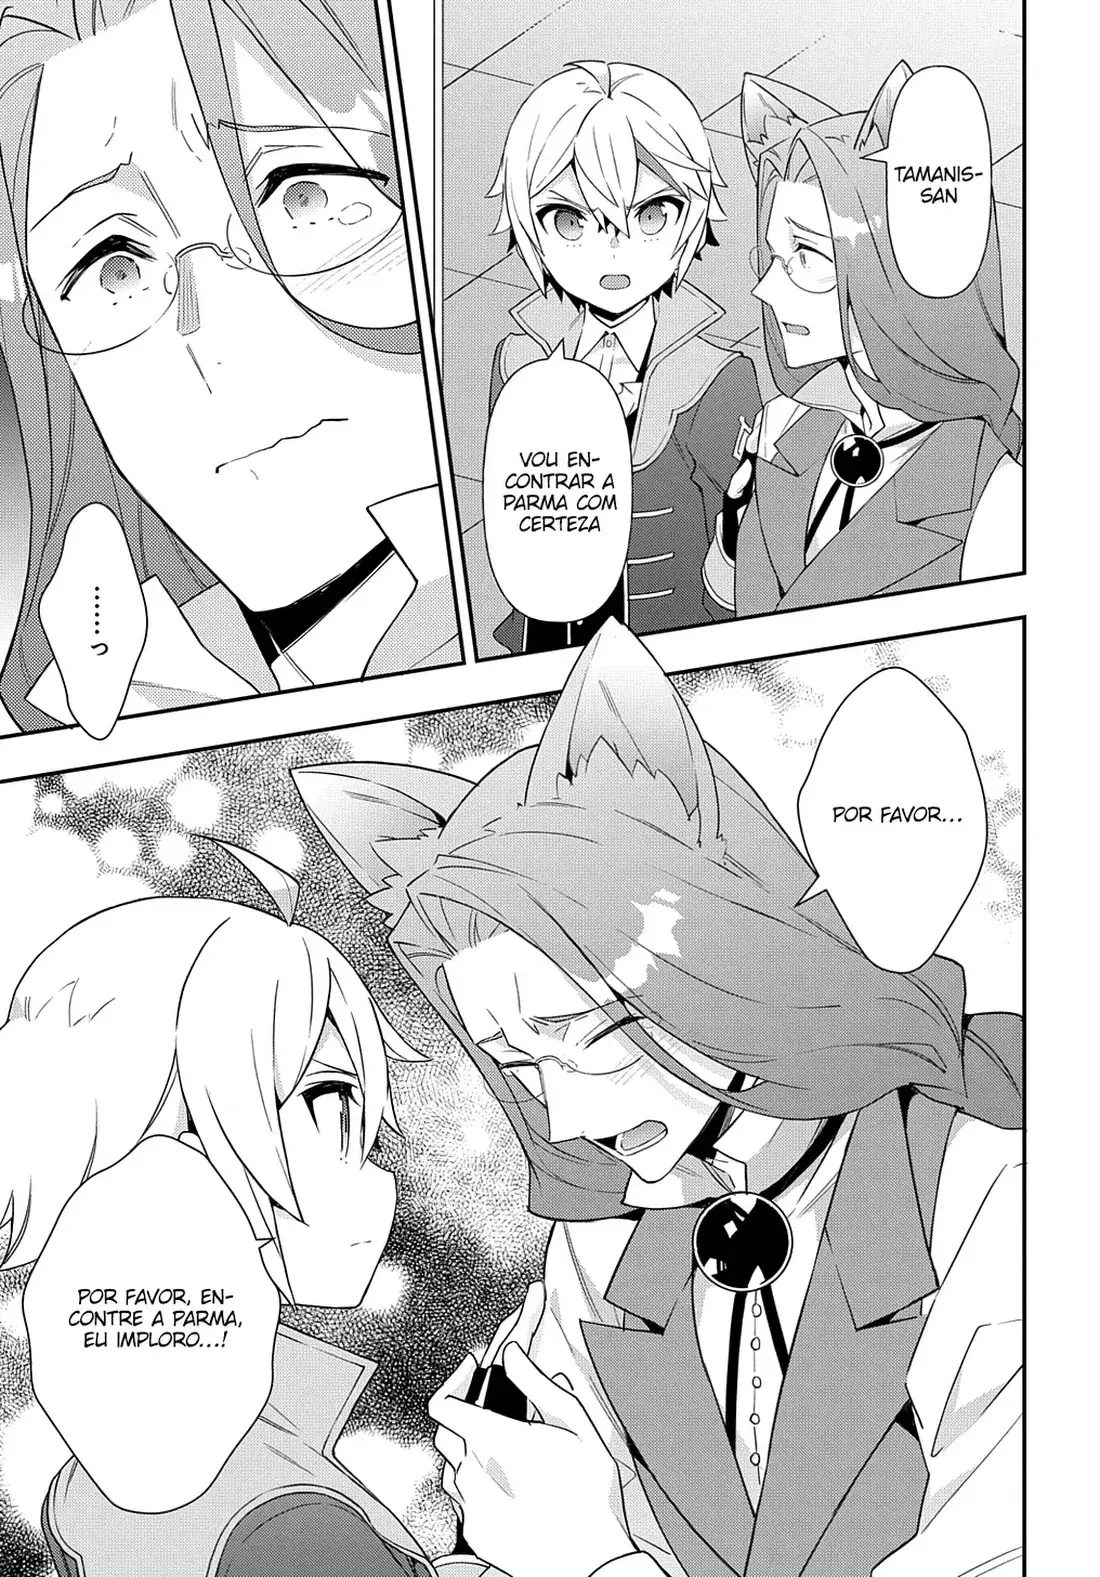 TAMANIS-
SAN
VOU EN-
CONTRAR A
PARMA COM
CERTEZA
……っ
POR FAVOR...
POR FAVOR, EN-
CONTRE A PARMA,
EU IMPLORO...!